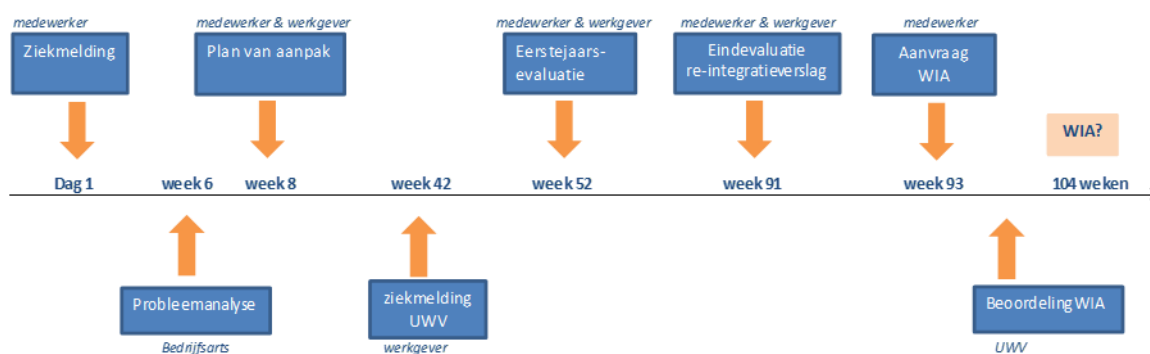 medewerker
Ziekmelding
medewerker & werkgever
Plan van aanpak
medewerker & werkgever
Eerstejaars-
evaluatie
medewerker & werkgever
Eindevaluatie
re-integratieverslag
medewerker
Aanvraag
WIA
WIA?
Dag 1
week 6
week 8
week 42
week 52
week 91
week 93
104 weken
Probleemanalyse
Bedrijfsarts
ziekmelding
UWV
werkgever
Beoordeling WIA
UWV